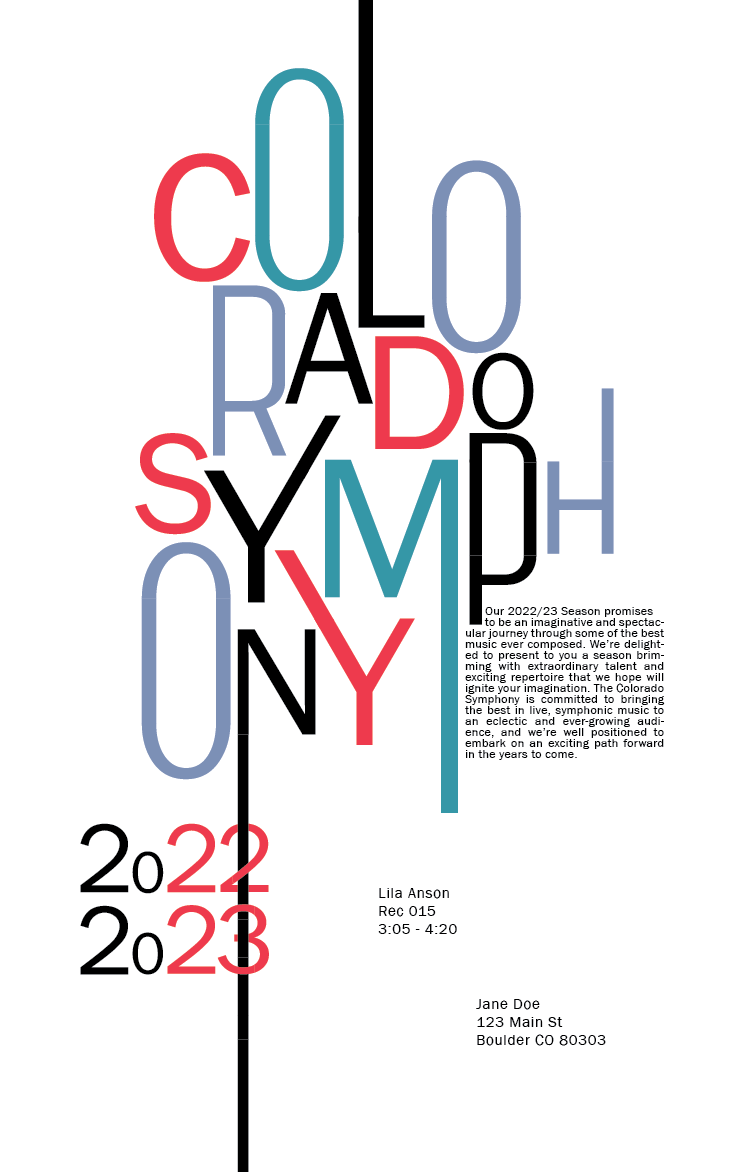 COLORADO
SYMPHONY
Our 2022/23 Season promises
to be an imaginative and spectac-
ular journey through some of the best
music ever composed. We’re delight-
ed to present to you a season brim-
ming with extraordinary talent and
exciting repertoire that we hope will
ignite your imagination. The Colorado
Symphony is committed to bringing
the best in live, symphonic music to
an eclectic and ever-growing audi-
ence, and we’re well positioned to
embark on an exciting path forward
in the years to come.
2022
2023
Lila Anson
Rec 015
3:05 - 4:20
Jane Doe
123 Main St
Boulder CO 80303